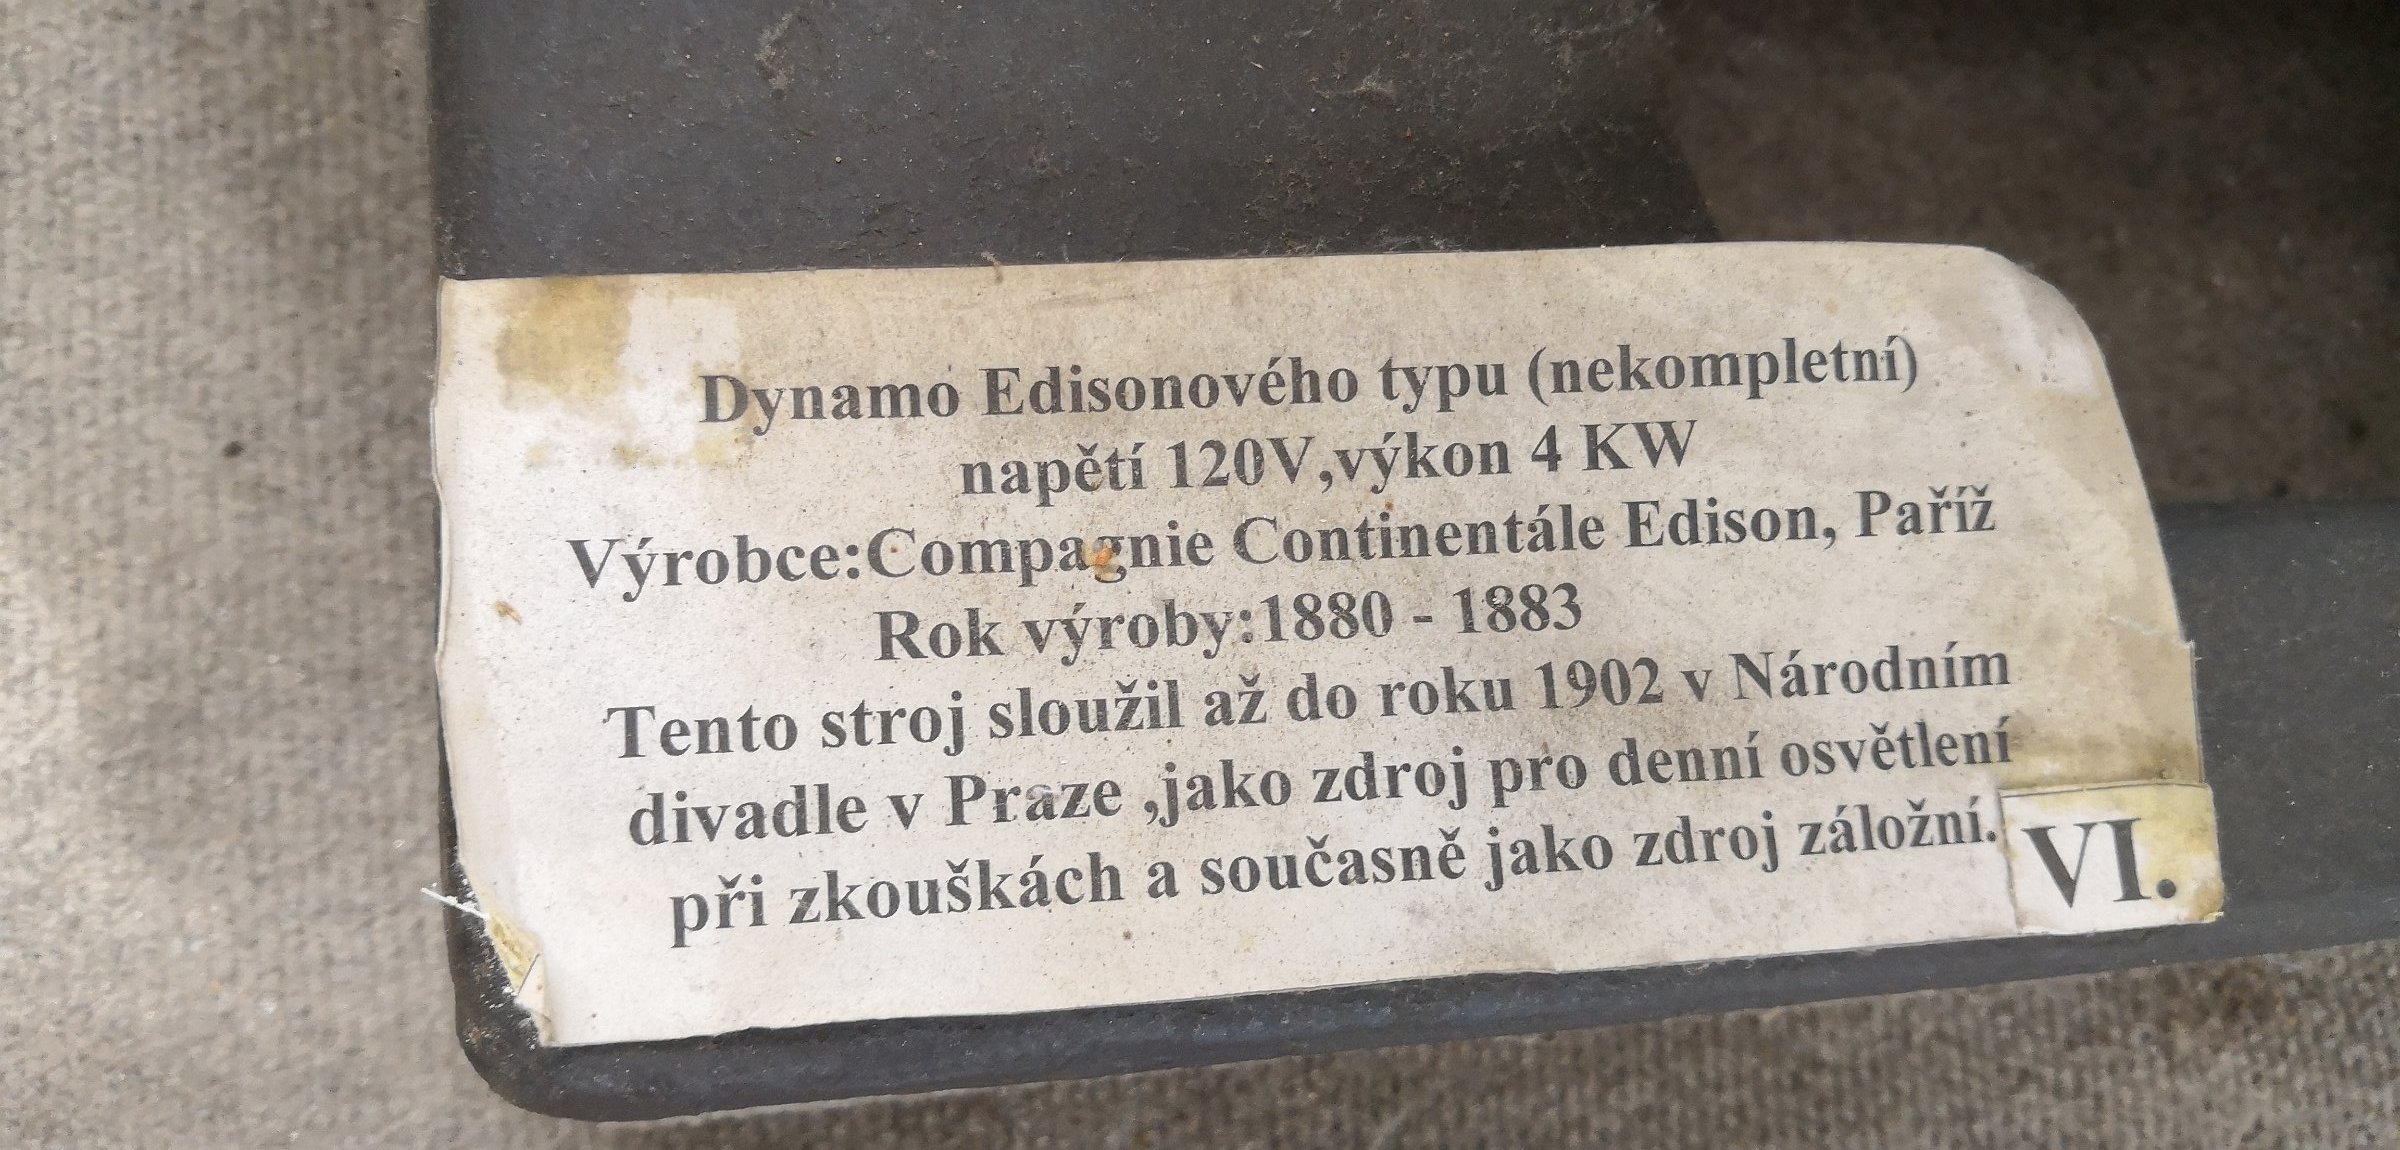 Dynamo Edisonového typu (nekompletní)
napětí 120V,výkon 4 KW
Výrobce:Compagnie Continentále Edison, Paříž
Rok výroby:1880 - 1883
Tento stroj sloužil až do roku 1902 v Národním
divadle v Praze ,jako zdroj pro denní osvětlení
při zkouškách a současně jako zdroj záložní.
VI.